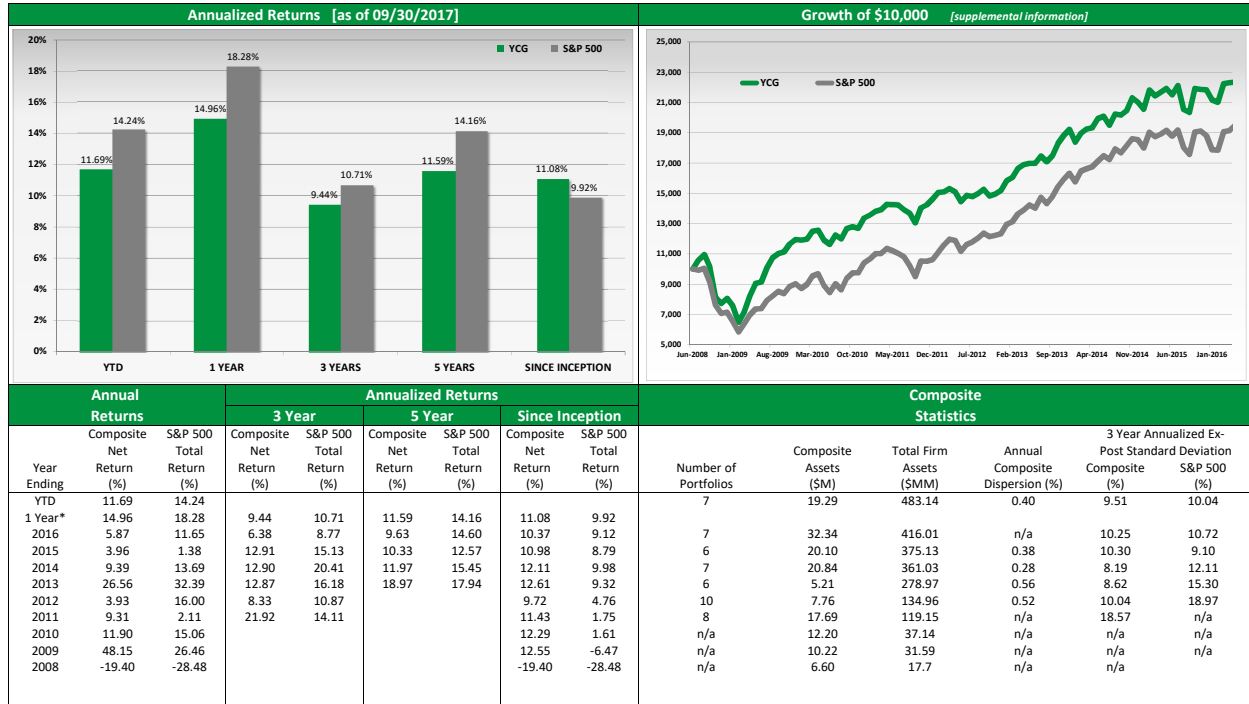 Annualized Returns [as of 09/30/2017]
20%
18%
16%
14%
12%
10%
8%
6%
4%
2%
0%
YCG S&P 500
11.69%
14.24%
14.96%
18.28%
9.44%
10.71%
11.59%
14.16%
11.08%
9.92%
YTD 1 YEAR 3 YEARS 5 YEARS SINCE INCEPTION
Growth of $10,000 [supplemental information]
25,000
23,000
21,000
19,000
17,000
15,000
13,000
11,000
9,000
7,000
5,000
YCG S&P 500
Jun-2008 Jan-2009 Aug-2009 Mar-2010 Oct-2010 May-2011 Dec-2011 Jul-2012 Feb-2013 Sep-2013 Apr-2014 Nov-2014 Jun-2015 Jan-2016
Annual Annualized Returns Composite
Returns 3 Year 5 Year Since Inception Statistics
Composite S&P 500 Composite S&P 500 Composite S&P 500 Composite S&P 500 3 Year Annualized Ex-
Net Total Net Total Net Total Net Total Composite Total Firm Annual Post Standard Deviation
Year Return Return Return Return Return Return Return Return Number of Assets Assets Composite Composite S&P 500
Ending (%) (%) (%) (%) (%) (%) (%) (%) Portfolios ($M) ($MM) Dispersion (%) (%) (%)
YTD 11.69 14.24 7 19.29 483.14 0.40 9.51 10.04
1 Year* 14.96 18.28 9.44 10.71 11.59 14.16 11.08 9.92
2016 5.87 11.65 6.38 8.77 9.63 14.60 10.37 9.12 7 32.34 416.01 n/a 10.25 10.72
2015 3.96 1.38 12.91 15.13 10.33 12.57 10.98 8.79 6 20.10 375.13 0.38 10.30 9.10
2014 9.39 13.69 12.90 20.41 11.97 15.45 12.11 9.98 7 20.84 361.03 0.28 8.19 12.11
2013 26.56 32.39 12.87 16.18 18.97 17.94 12.61 9.32 6 5.21 278.97 0.56 8.62 15.30
2012 3.93 16.00 8.33 10.87 9.72 4.76 10 7.76 134.96 0.52 10.04 18.97
2011 9.31 2.11 21.92 14.11 11.43 1.75 8 17.69 119.15 n/a 18.57 n/a
2010 11.90 15.06 12.29 1.61 n/a 12.20 37.14 n/a n/a n/a
2009 48.15 26.46 12.55 -6.47 n/a 10.22 31.59 n/a n/a n/a
2008 -19.40 -28.48 -19.40 -28.48 n/a 6.60 17.7 n/a n/a